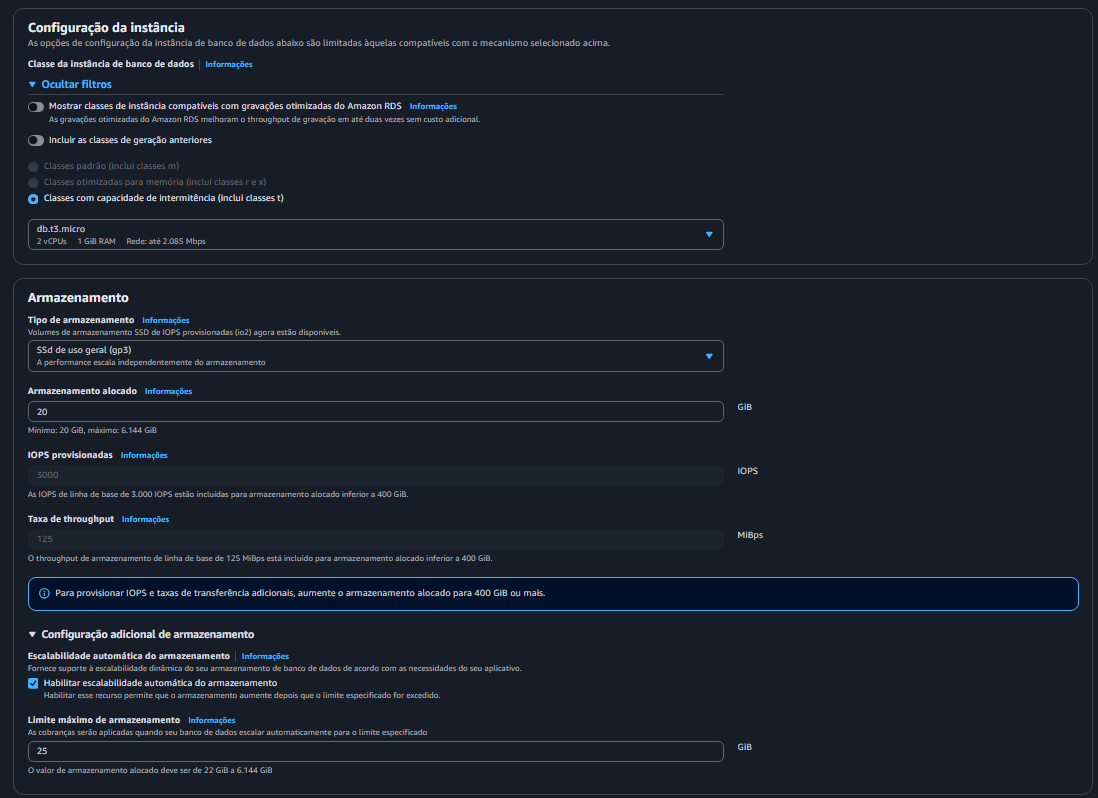 Configuração da instância
As opções de configuração da instância de banco de dados abaixo são limitadas àquelas compatíveis com o mecanismo selecionado acima.
Classe da instância de banco de dados | Informações
▼ Ocultar filtros
Mostrar classes de instância compatíveis com gravações otimizadas do Amazon RDS Informações
As gravações otimizadas do Amazon RDS melhoram o throughput de gravação em até duas vezes sem custo adicional.
Incluir as classes de geração anteriores
Classes padrão (inclui classes m)
Classes otimizadas para memória (inclui classes r e x)
Classes com capacidade de intermitência (inclui classes t)
db.t3.micro
2 vCPUs 1 GiB RAM Rede: até 2.085 Mbps
Armazenamento
Tipo de armazenamento Informações
Volumes de armazenamento SSD de IOPS provisionadas (io2) agora estão disponíveis.
SSd de uso geral (gp3)
A performance escala independentemente do armazenamento
Armazenamento alocado Informações
20 GiB
Mínimo: 20 GiB, máximo: 6.144 GiB
IOPS provisionadas Informações
3000 IOPS
As IOPS de linha de base de 3.000 IOPS estão incluídas para armazenamento alocado inferior a 400 GiB.
Taxa de throughput Informações
125 MiBps
O throughput de armazenamento de linha de base de 125 MiBps está incluído para armazenamento alocado inferior a 400 GiB.
Para provisionar IOPS e taxas de transferência adicionais, aumente o armazenamento alocado para 400 GiB ou mais.
▼ Configuração adicional de armazenamento
Escalabilidade automática do armazenamento | Informações
Fornece suporte à escalabilidade dinâmica do seu armazenamento de banco de dados de acordo com as necessidades do seu aplicativo.
Habilitar escalabilidade automática do armazenamento
Habilitar esse recurso permite que o armazenamento aumente depois que o limite especificado for excedido.
Limite máximo de armazenamento Informações
As cobranças serão aplicadas quando seu banco de dados escalar automaticamente para o limite especificado
25 GiB
O valor de armazenamento alocado deve ser de 22 GiB a 6.144 GiB